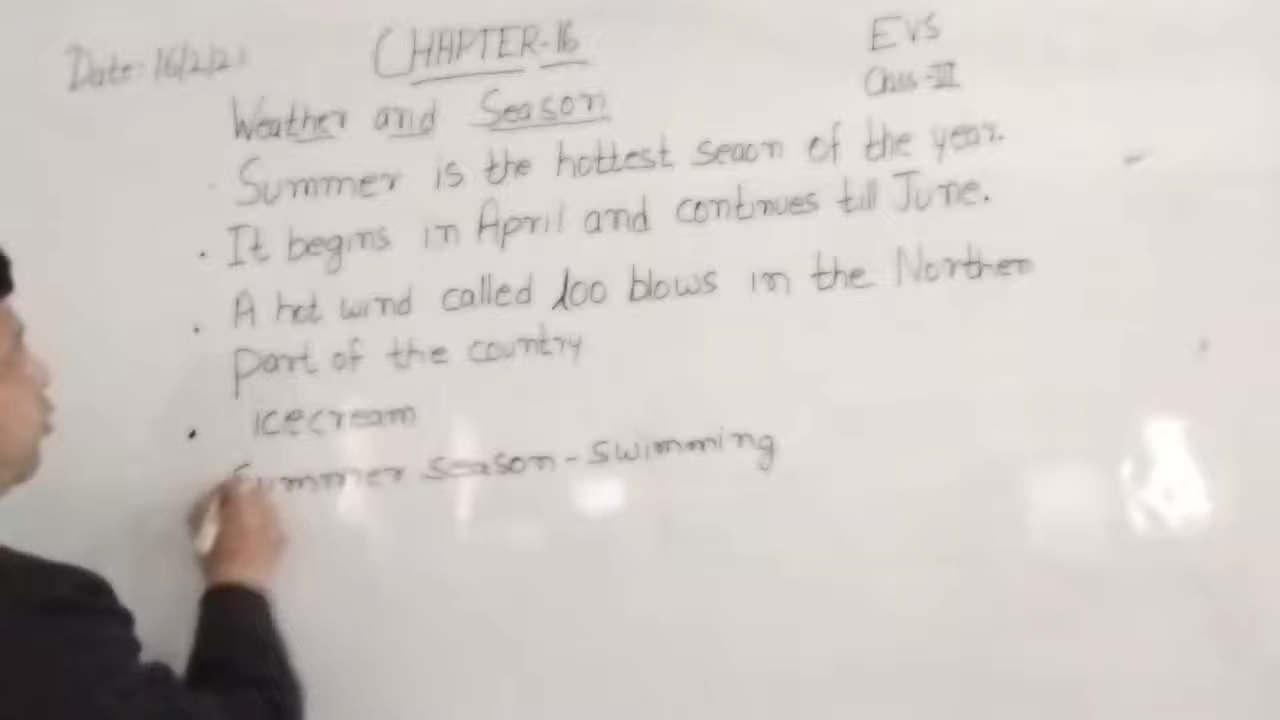 Date: 16/2/21
CHAPTER-16
EVS
Class-III
Weather and Season
· Summer is the hottest seaon of the year.
· It begins in April and continues till June.
· A hot wind called loo blows in the Northen
part of the country
· icecream
Summer season - swimming